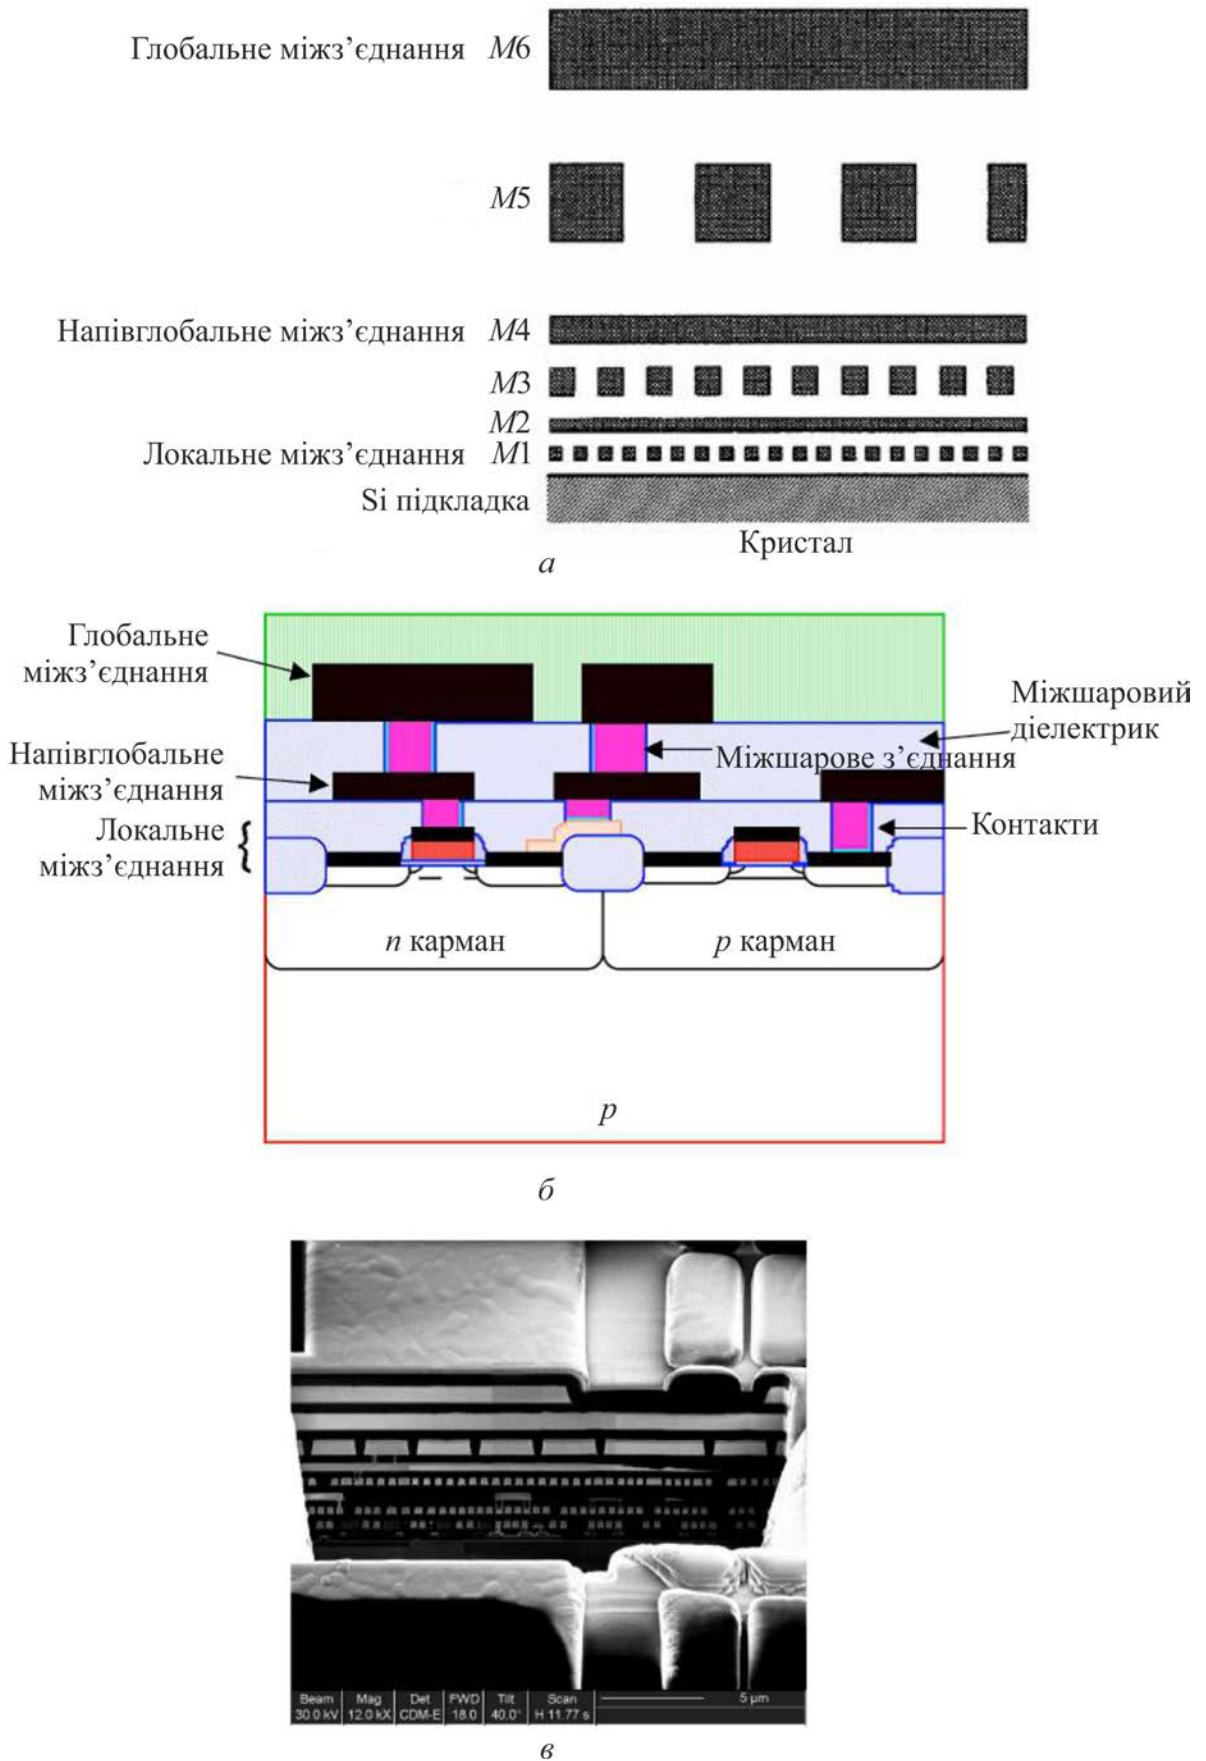 Глобальне міжз’єднання M6
M5
Напівглобальне міжз’єднання M4
M3
M2
Локальне міжз’єднання M1
Si підкладка
Кристал
а
Глобальне
міжз’єднання
Міжшаровий
діелектрик
Напівглобальне
міжз’єднання
Міжшарове з’єднання
Локальне
міжз’єднання
Контакти
n карман
p карман
p
б
Beam Mag Det FWD Tilt Scan 5 µm
30.0 kV 12.0 kX CDM-E 18.0 40.0° H 11.77 s
в